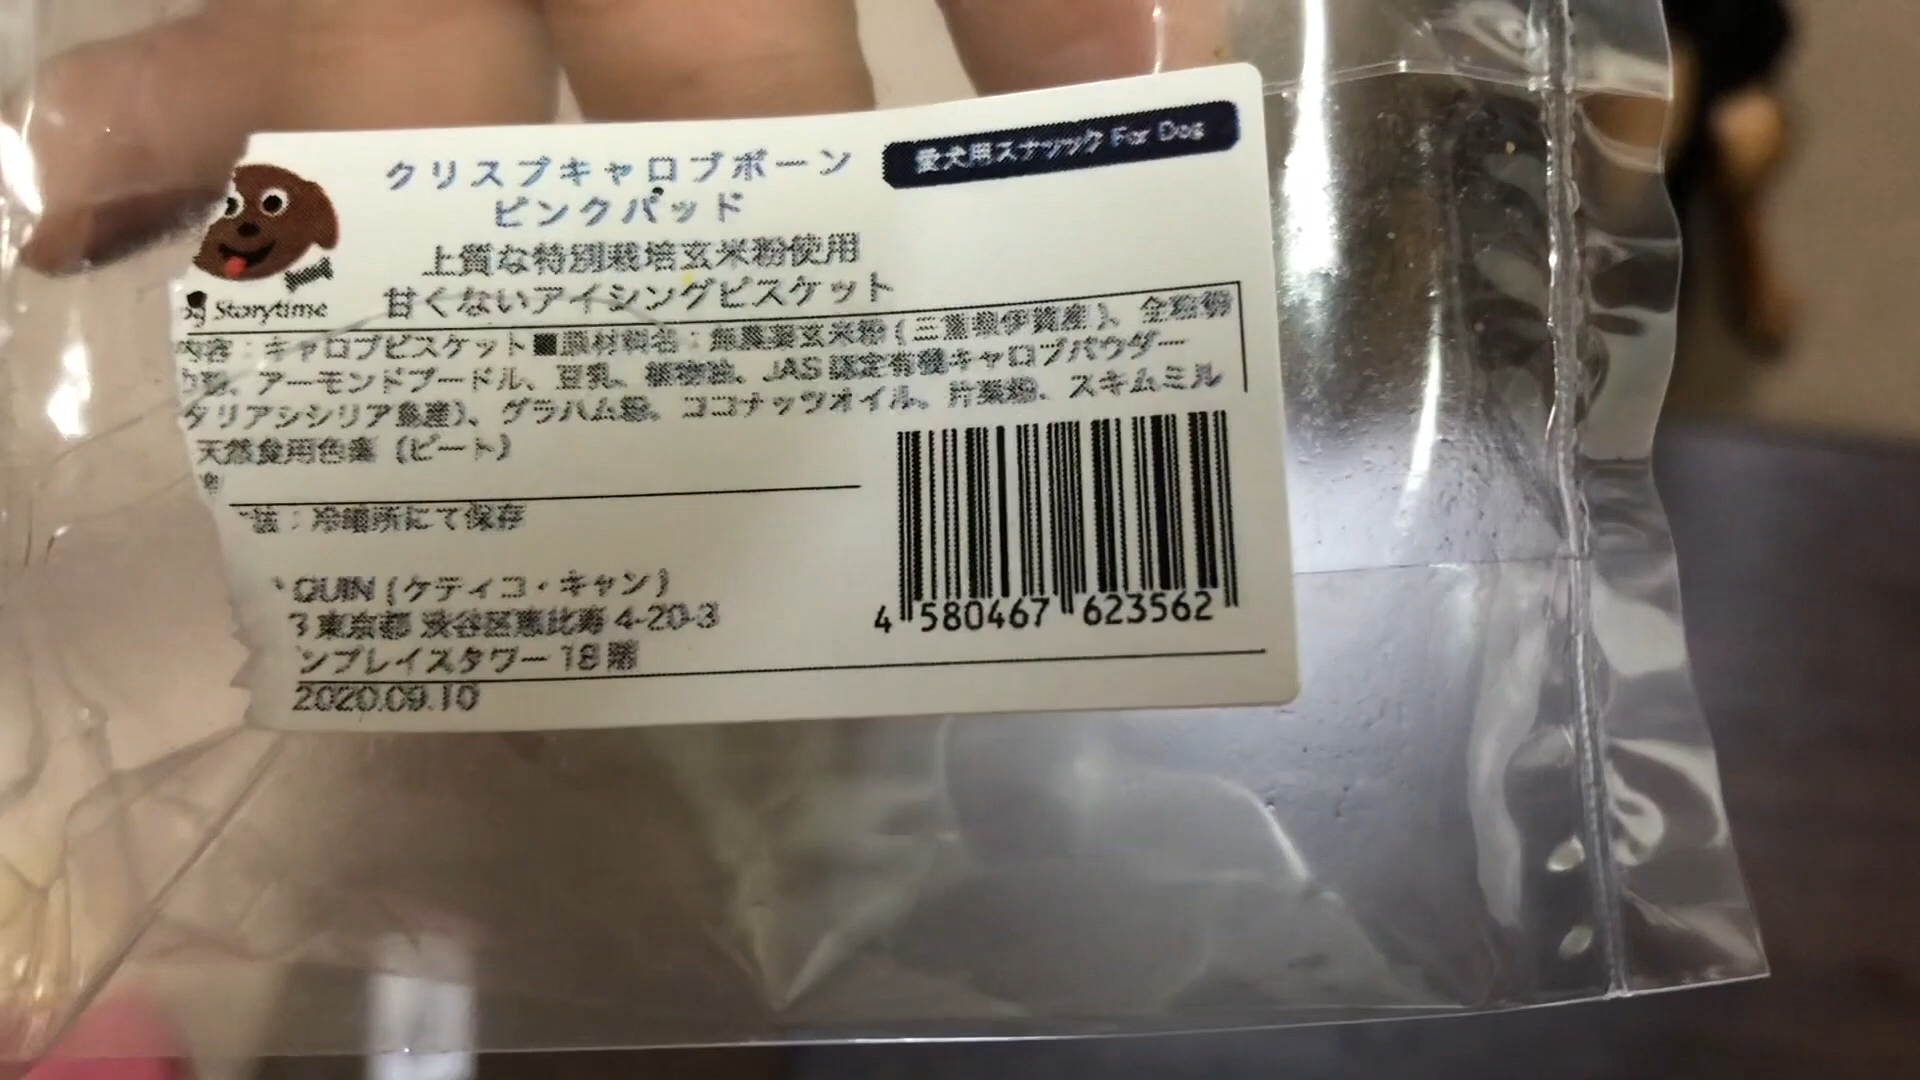 愛犬用スナック For Dog
クリスプキャロブボーン
ピンクパッド
上質な特別栽培玄米粉使用
甘くないアイシングビスケット
Storytime
内容:キャロブビスケット■原材料名:無農薬玄米粉(三重県伊賀産)、全粒粉
アーモンドプードル、豆乳、植物油、JAS認定有機キャロブパウダー
タリアシシリア島産)、グラハム粉、ココナッツオイル、片栗粉、スキムミル
天然食用色素(ビート)
法:冷暗所にて保存
QUIN(ケティコ・キャン)
3 東京都 渋谷区恵比寿 4-20-3
ンプレイスタワー 18階
2020.09.10
4 580467 623562